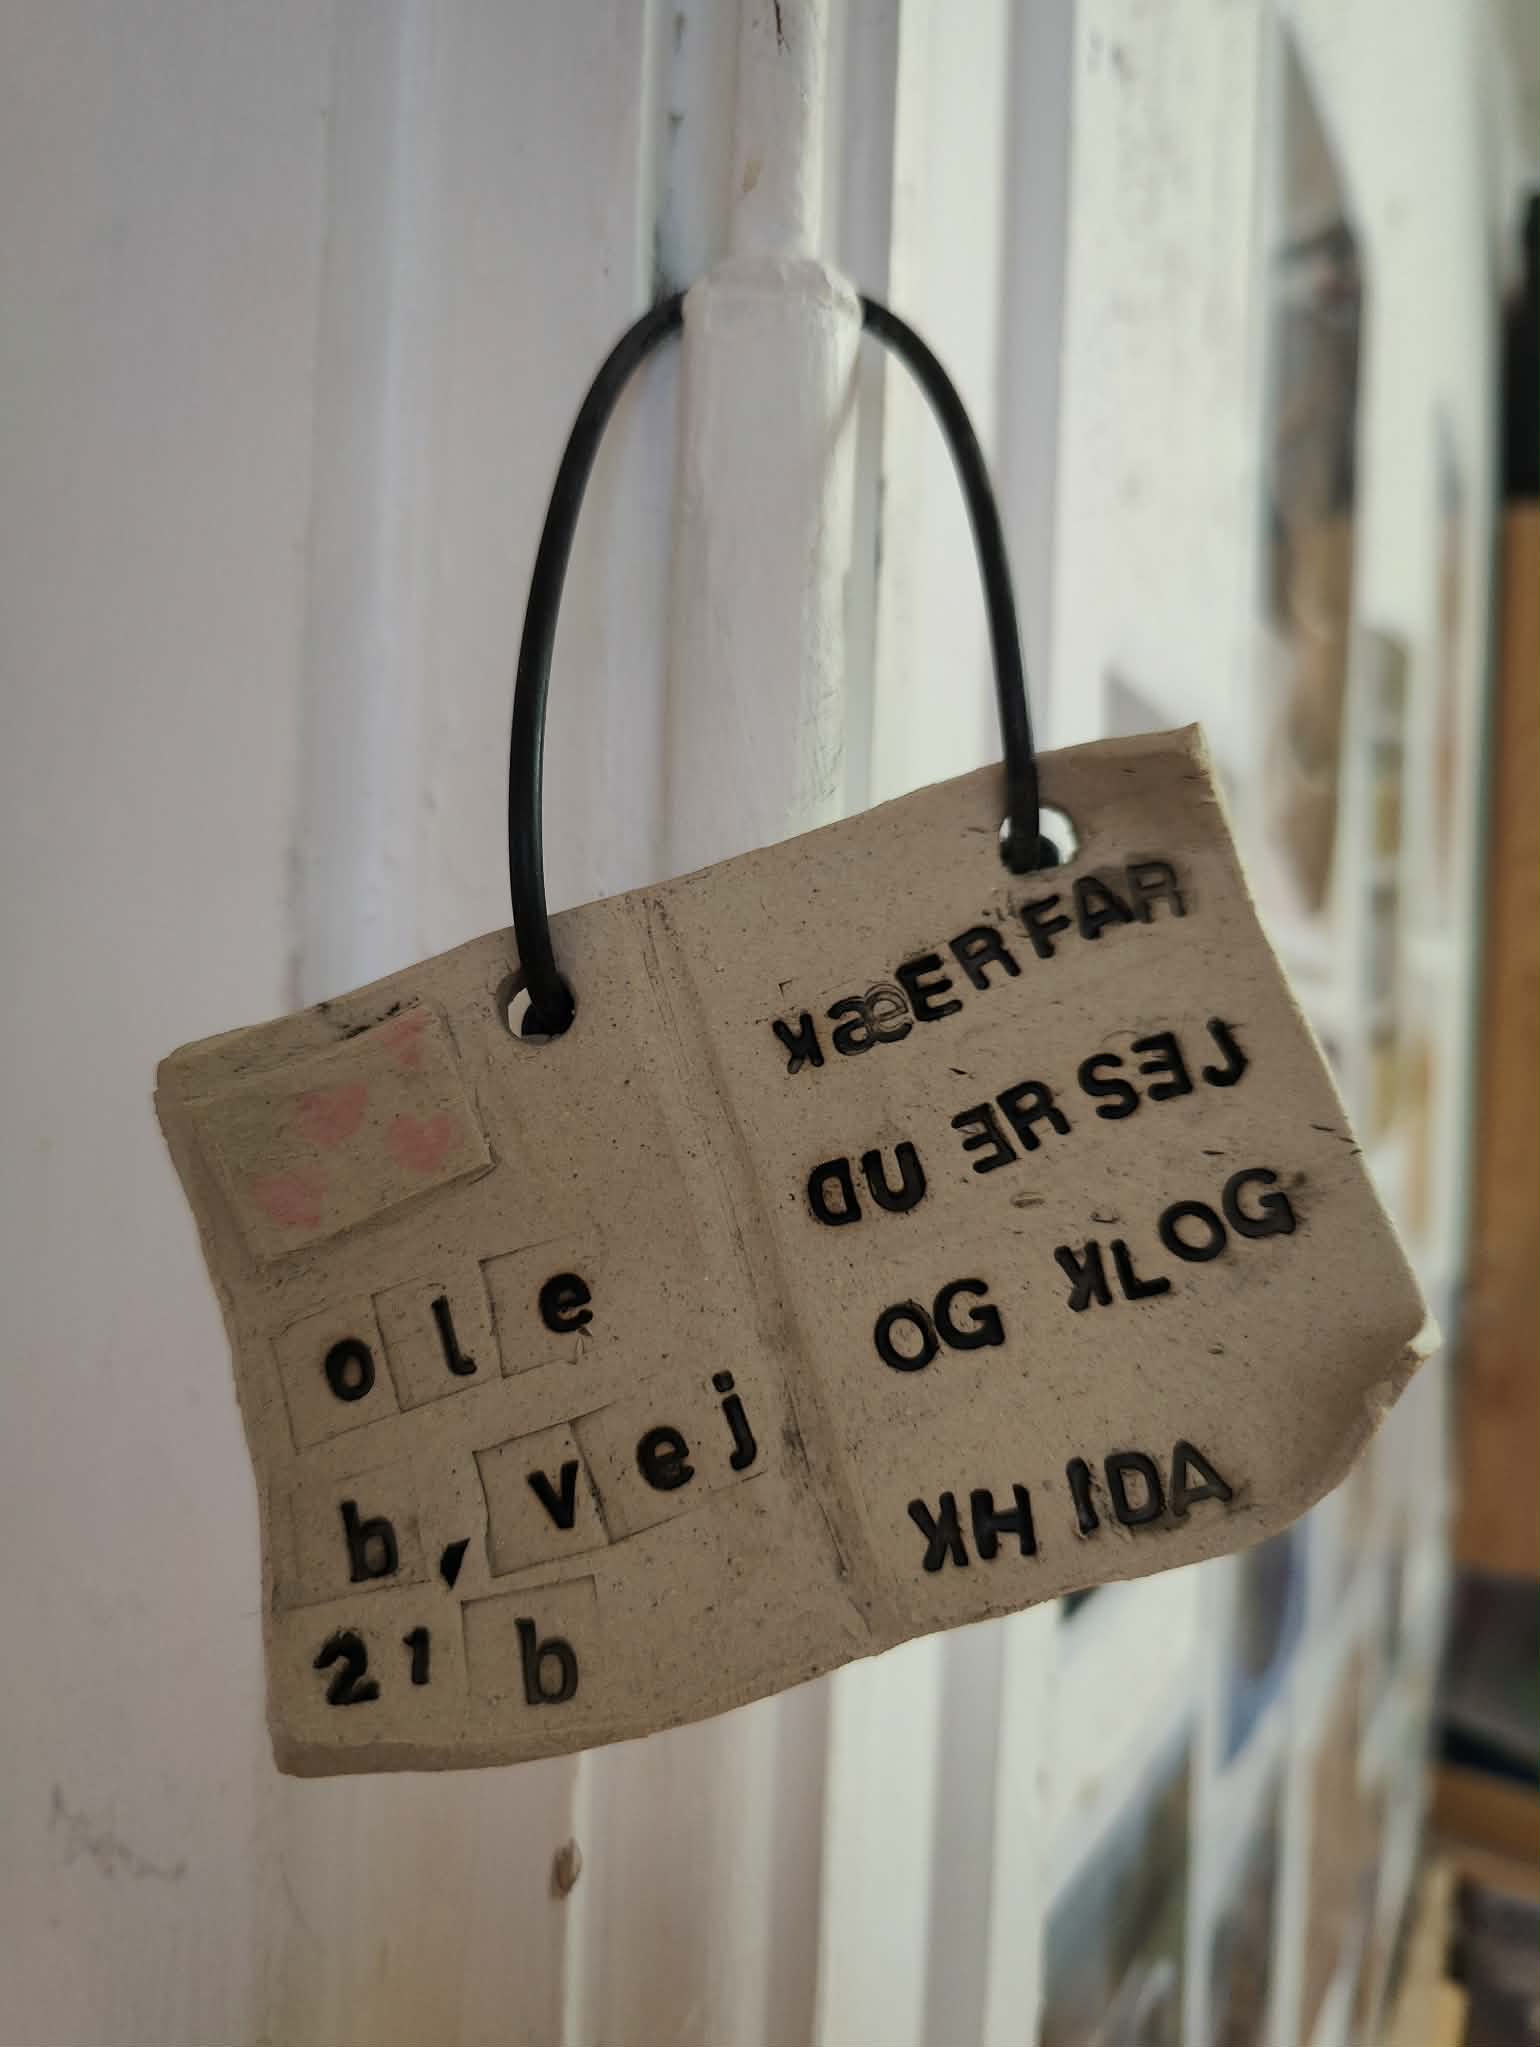 ole
b, vej
21 b
KæER FAR
DU ER SEJ
OG KLOG
KH IDA